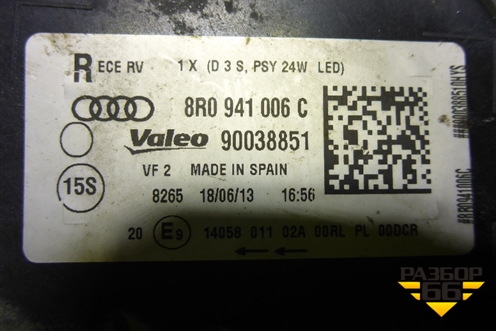 R ECE RV 1 X (D 3 S, PSY 24W LED)
8R0 941 006 C
Valeo 90038851
VF 2 MADE IN SPAIN
15S
8265 18/06/13 16:56
20 E9 14058 011 02A 00RL PL 00DCR
#8R0941006C
РАЗБОР
66